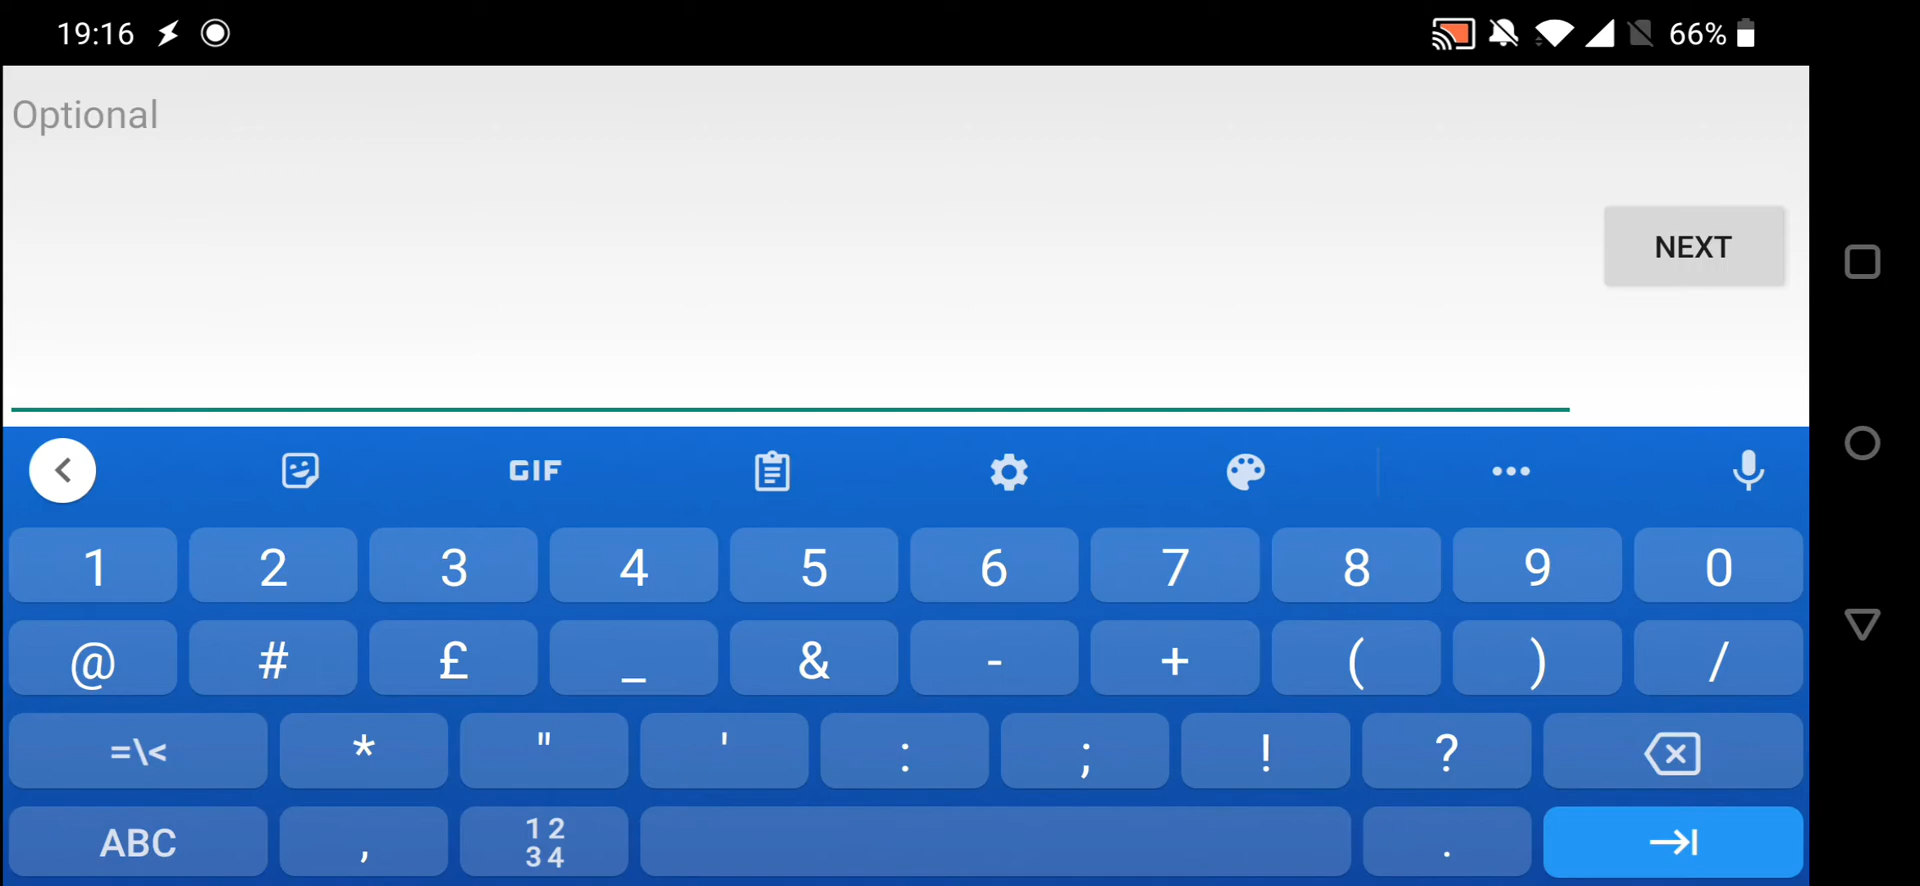 19:16 66%
Optional
NEXT
GIF
1 2 3 4 5 6 7 8 9 0
@ # £ _ & - + ( ) /
=\< * " ' : ; ! ?
ABC , 12 .
34